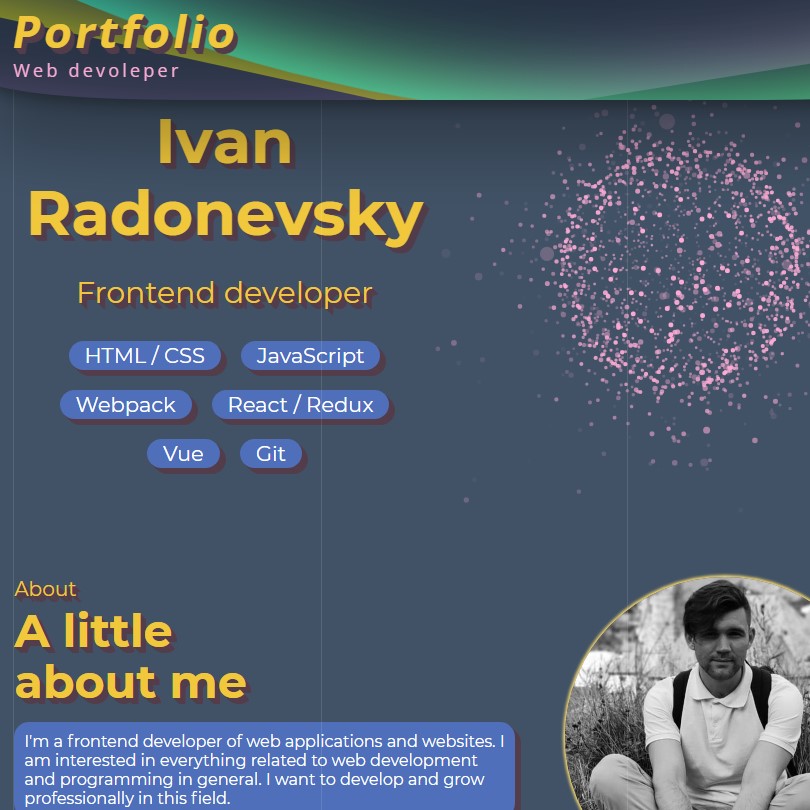 Portfolio
Web devoleper
Ivan
Radonevsky
Frontend developer
HTML / CSS
JavaScript
Webpack
React / Redux
Vue
Git
About
A little
about me
I'm a frontend developer of web applications and websites. I
am interested in everything related to web development
and programming in general. I want to develop and grow
professionally in this field.